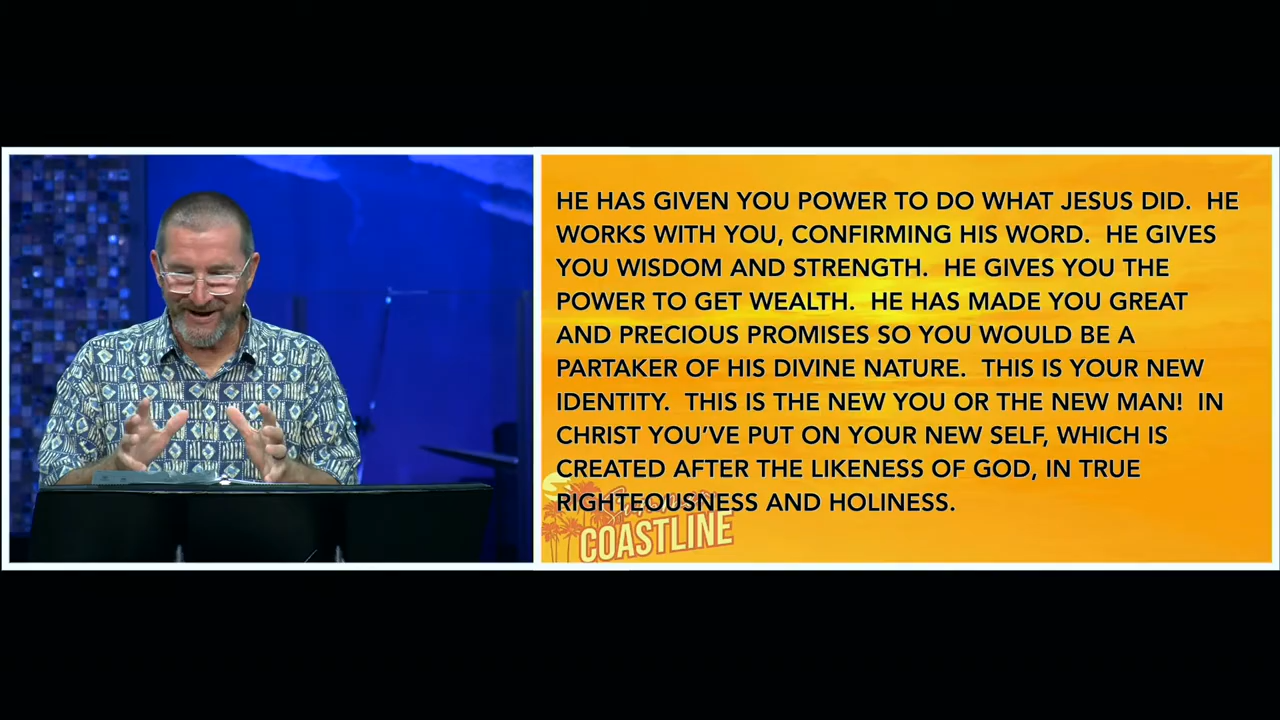 HE HAS GIVEN YOU POWER TO DO WHAT JESUS DID.  HE
WORKS WITH YOU, CONFIRMING HIS WORD.  HE GIVES
YOU WISDOM AND STRENGTH.  HE GIVES YOU THE
POWER TO GET WEALTH.  HE HAS MADE YOU GREAT
AND PRECIOUS PROMISES SO YOU WOULD BE A
PARTAKER OF HIS DIVINE NATURE.  THIS IS YOUR NEW
IDENTITY.  THIS IS THE NEW YOU OR THE NEW MAN!  IN
CHRIST YOU’VE PUT ON YOUR NEW SELF, WHICH IS
CREATED AFTER THE LIKENESS OF GOD, IN TRUE
RIGHTEOUSNESS AND HOLINESS.
COASTLINE